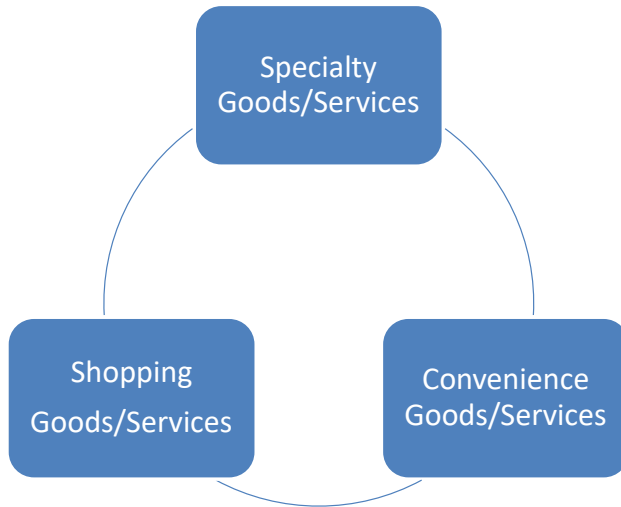 Specialty
Goods/Services
Shopping
Goods/Services
Convenience
Goods/Services